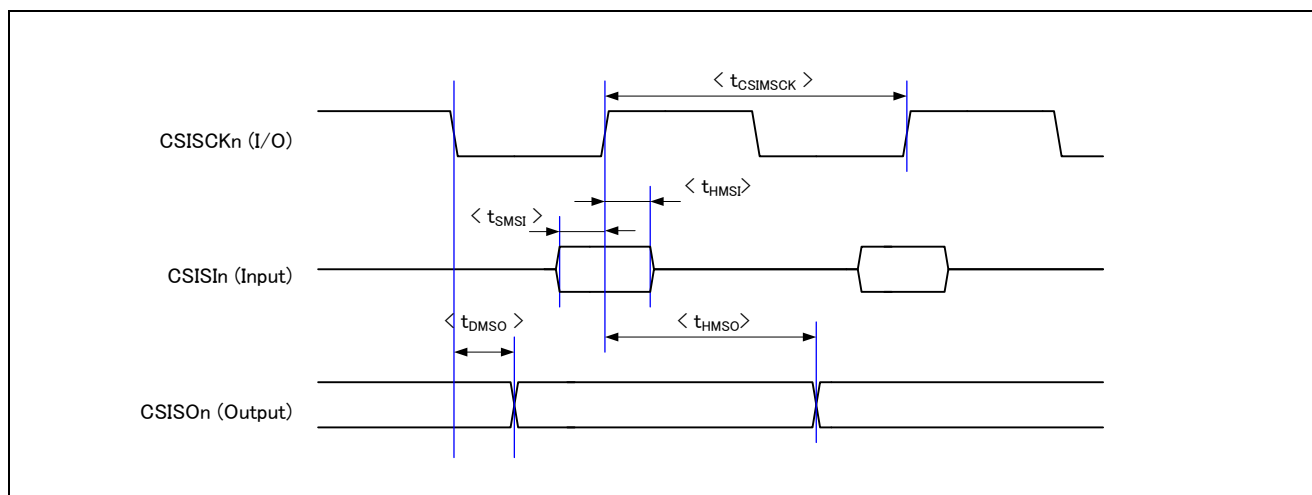 < tCSIMSCK >
CSISCKn (I/O)
< tHMSI>
< tSMSI >
CSISIn (Input)
< tDMSO >
< tHMSO>
CSISOn (Output)